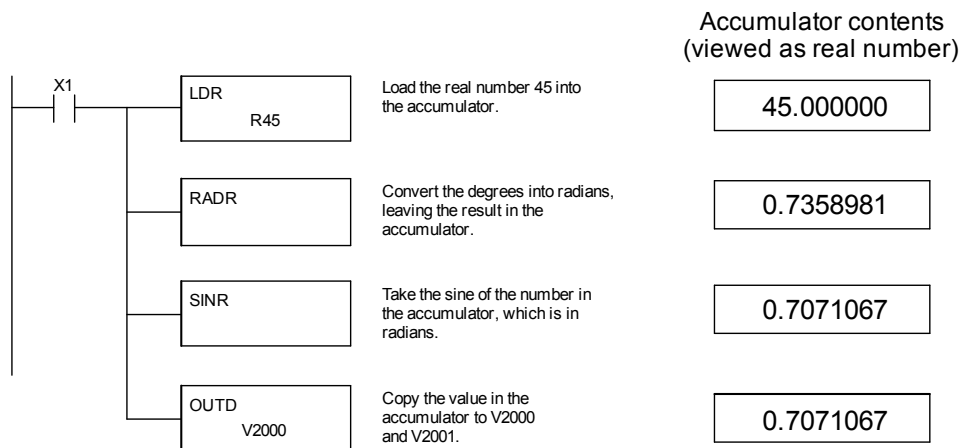 Accumulator contents
(viewed as real number)
X1
LDR
R45
Load the real number 45 into
the accumulator.
45.000000
RADR
Convert the degrees into radians,
leaving the result in the
accumulator.
0.7358981
SINR
Take the sine of the number in
the accumulator, which is in
radians.
0.7071067
OUTD
V2000
Copy the value in the
accumulator to V2000
and V2001.
0.7071067